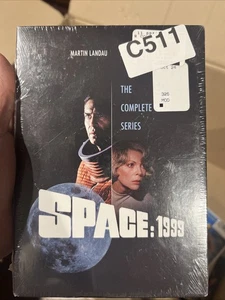 C511
MARTIN LANDAU
THE
COMPLETE
SERIES
SPACE: 1999